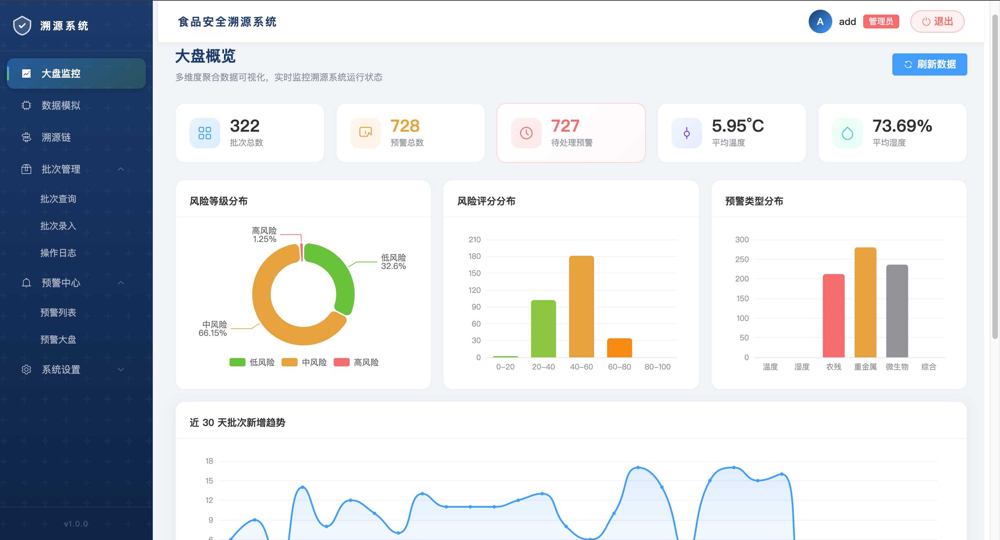 溯源系统
大盘监控
数据模拟
溯源链
批次管理
批次查询
批次录入
操作日志
预警中心
预警列表
预警大盘
系统设置
v1.0.0
食品安全溯源系统
A add 管理员 退出
大盘概览
多维度聚合数据可视化，实时监控溯源系统运行状态
刷新数据
322
批次总数
728
预警总数
727
待处理预警
5.95°C
平均温度
73.69%
平均湿度
风险等级分布
高风险
1.25%
低风险
32.6%
中风险
66.15%
低风险 中风险 高风险
风险评分分布
210
180
150
120
90
60
30
0
0-20 20-40 40-60 60-80 80-100
预警类型分布
300
250
200
150
100
50
0
温度 湿度 农残 重金属 微生物 综合
近 30 天批次新增趋势
18
15
12
9
6